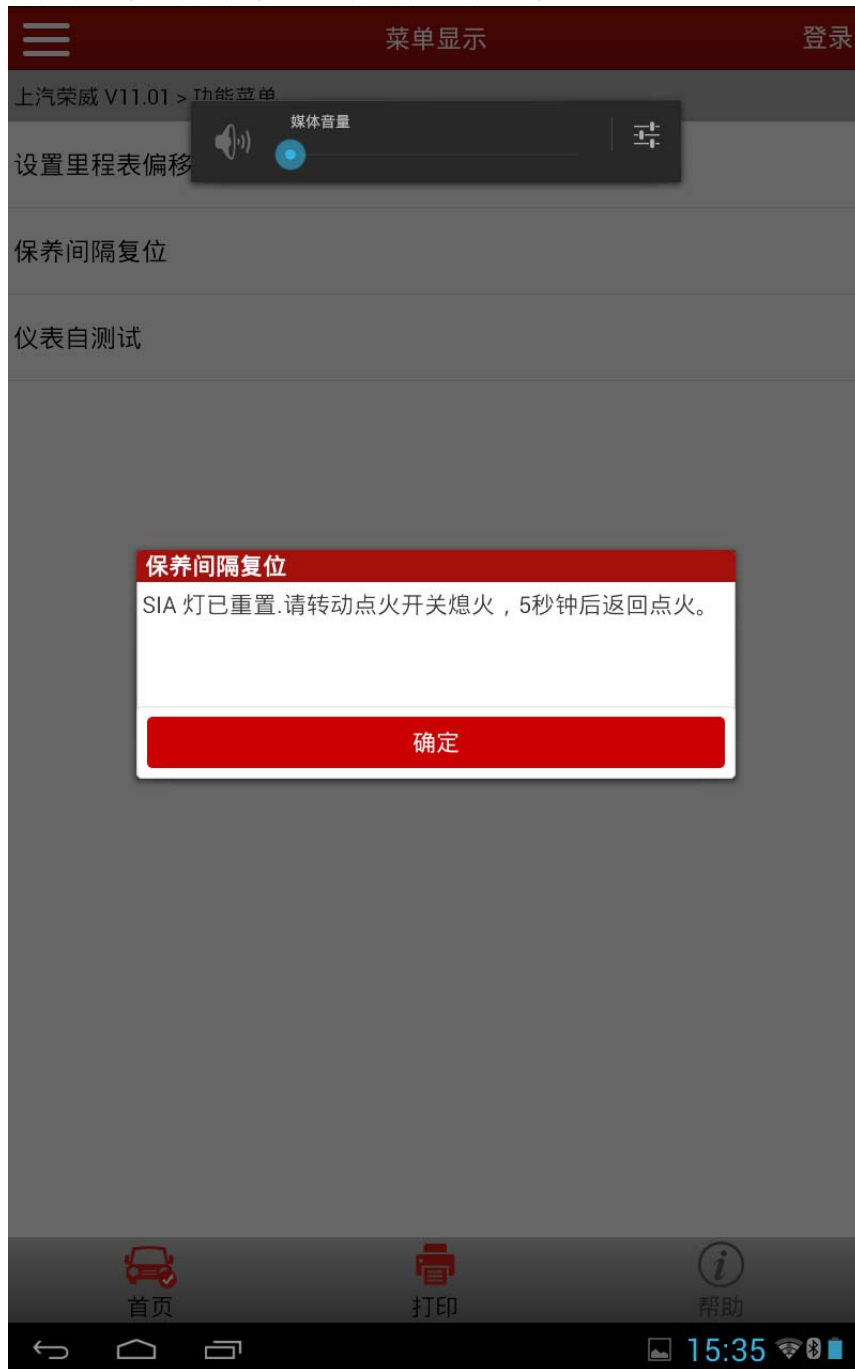 菜单显示
登录
上汽荣威 V11.01 > 功能菜单
媒体音量
设置里程表偏移
保养间隔复位
仪表自测试
保养间隔复位
SIA 灯已重置.请转动点火开关熄火，5秒钟后返回点火。
确定
首页
打印
帮助
15:35